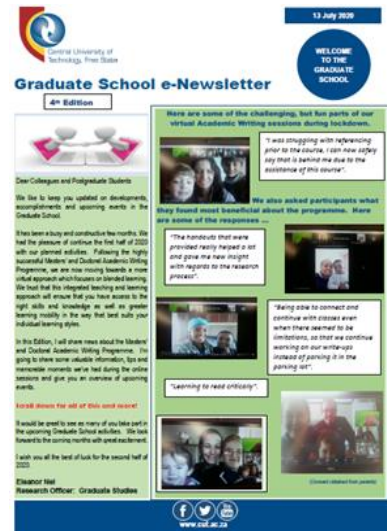 13 July 2020
Central University of
Technology, Free State
WELCOME
TO THE
GRADUATE
SCHOOL
Graduate School e-Newsletter
4th Edition
Dear Colleagues and Postgraduate Students
We like to keep you updated on developments,
accomplishments and upcoming events in the
Graduate School.
It has been a busy and constructive few months. We
had the pleasure of continue the first half of 2020
with our planned activities. Following the highly
successful Masters' and Doctoral Academic Writing
Programme, we are now moving towards a more
virtual approach which focuses on blended learning.
We trust that this integrated teaching and learning
approach will ensure that you have access to the
right skills and knowledge as well as greater
learning mobility in the way that best suits your
individual learning styles.
In this Edition, I will share news about the Masters'
and Doctoral Academic Writing Programme. I'm
going to share some valuable information, tips and
memorable moments we've had during the online
sessions and give you an overview of upcoming
events.
Scroll down for all of this and more!
It would be great to see as many of you take part in
the upcoming Graduate School activities. We look
forward to the coming months with great excitement.
I wish you all the best of luck for the second half of
2020.
Eleanor Nel
Research Officer: Graduate Studies
Here are some of the challenging, but fun parts of our
virtual Academic Writing sessions during lockdown.
"I was struggling with referencing
prior to the course, I can now safely
say that is behind me due to the
assistance of this course".
We also asked participants what
they found most beneficial about the programme. Here
are some of the responses ...
"The handouts that were
provided really helped a lot
and gave me new insight
with regards to the research
process".
"Being able to connect and
continue with classes even
when there seemed to be
limitations, so that we continue
working on our write-ups
instead of parking it in the
parking lot".
"Learning to read critically".
(Consent obtained from parents)
www.cut.ac.za